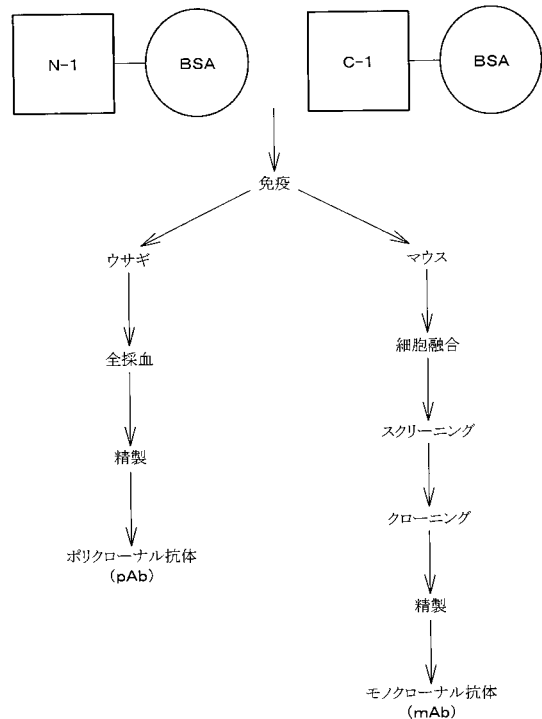 N-1
BSA
C-1
BSA
免疫
ウサギ
全採血
精製
ポリクローナル抗体
(pAb)
マウス
細胞融合
スクリーニング
クローニング
精製
モノクローナル抗体
(mAb)